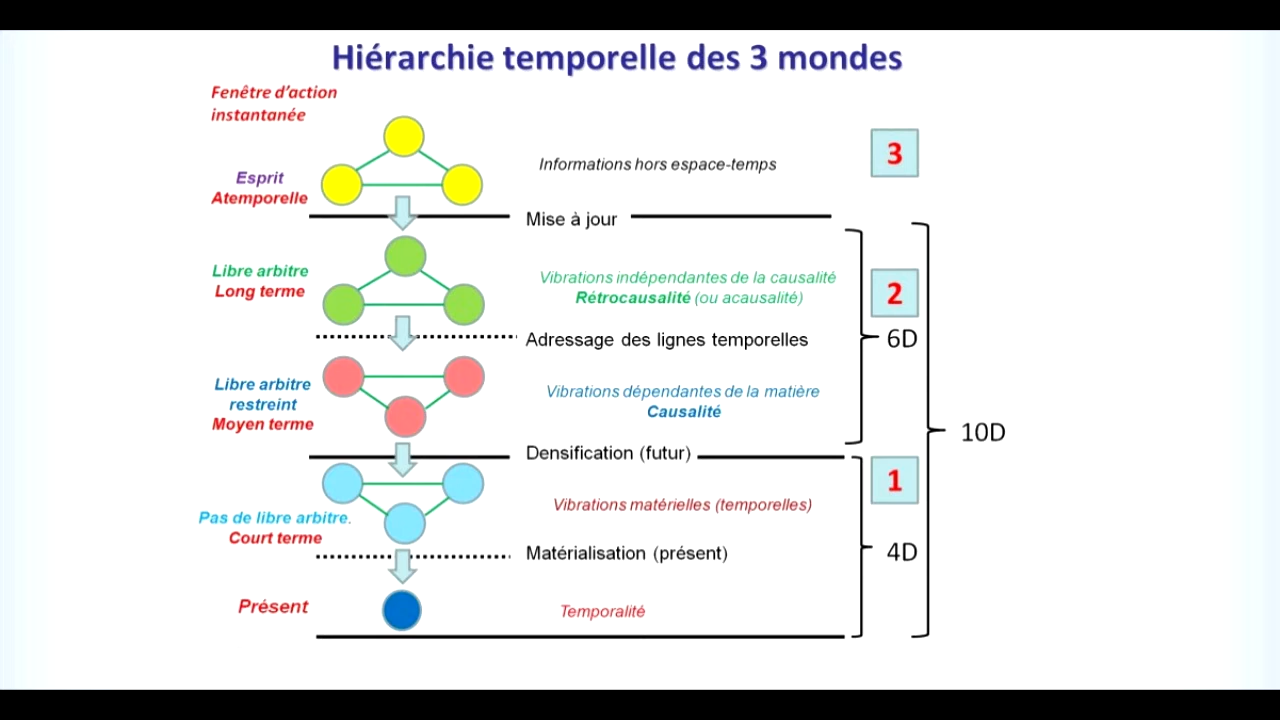 Hiérarchie temporelle des 3 mondes
Fenêtre d'action
instantanée
Esprit
Atemporelle
Informations hors espace-temps
3
Mise à jour
Libre arbitre
Long terme
Vibrations indépendantes de la causalité
Rétrocausalité (ou acausalité)
2
Adressage des lignes temporelles
6D
Libre arbitre
restreint
Moyen terme
Vibrations dépendantes de la matière
Causalité
10D
Densification (futur)
1
Pas de libre arbitre.
Court terme
Vibrations matérielles (temporelles)
Matérialisation (présent)
4D
Présent
Temporalité